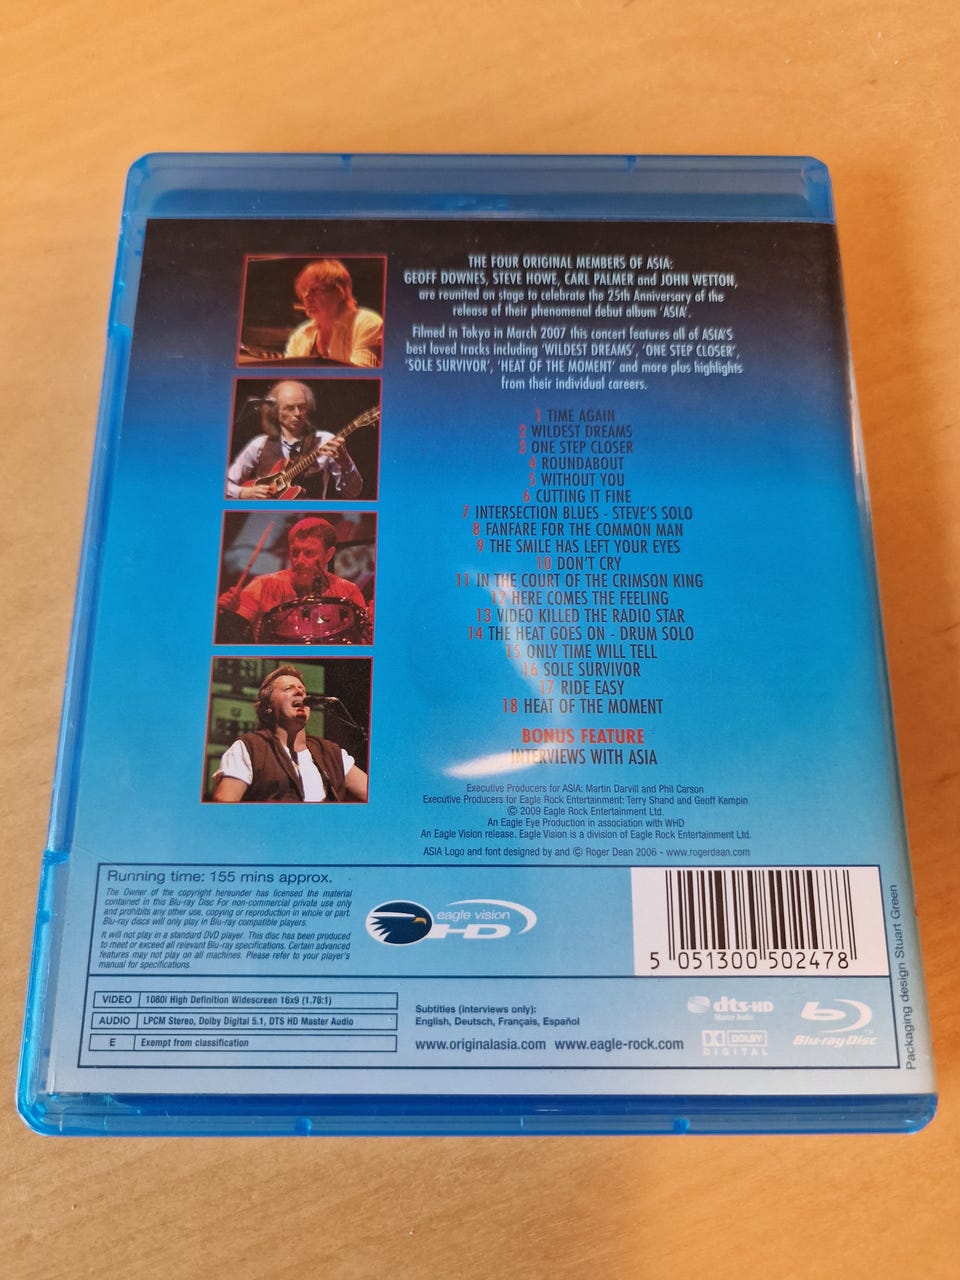 THE FOUR ORIGINAL MEMBERS OF ASIA:
GEOFF DOWNES, STEVE HOWE, CARL PALMER and JOHN WETTON,
are reunited on stage to celebrate the 25th Anniversary of the
release of their phenomenal debut album 'ASIA'.
Filmed in Tokyo in March 2007 this concert features all of ASIA'S
best loved tracks including 'WILDEST DREAMS', 'ONE STEP CLOSER',
'SOLE SURVIVOR', 'HEAT OF THE MOMENT' and more plus highlights
from their individual careers.
1 TIME AGAIN
2 WILDEST DREAMS
3 ONE STEP CLOSER
4 ROUNDABOUT
5 WITHOUT YOU
6 CUTTING IT FINE
7 INTERSECTION BLUES - STEVE'S SOLO
8 FANFARE FOR THE COMMON MAN
9 THE SMILE HAS LEFT YOUR EYES
10 DON'T CRY
11 IN THE COURT OF THE CRIMSON KING
12 HERE COMES THE FEELING
13 VIDEO KILLED THE RADIO STAR
14 THE HEAT GOES ON - DRUM SOLO
15 ONLY TIME WILL TELL
16 SOLE SURVIVOR
17 RIDE EASY
18 HEAT OF THE MOMENT
BONUS FEATURE
INTERVIEWS WITH ASIA
Executive Producers for ASIA: Martin Darvill and Phil Carson
Executive Producers for Eagle Rock Entertainment: Terry Shand and Geoff Kempin
© 2009 Eagle Rock Entertainment Ltd.
An Eagle Eye Production in association with WHD
An Eagle Vision release. Eagle Vision is a division of Eagle Rock Entertainment Ltd.
ASIA Logo and font designed by and © Roger Dean 2006 - www.rogerdean.com
Running time: 155 mins approx.
The Owner of the copyright hereunder has licensed the material
contained in this Blu-ray Disc For non-commercial private use only
and prohibits any other use, copying or reproduction in whole or part.
Blu-ray discs will only play in Blu-ray compatible players.
It will not play in a standard DVD player. This disc has been produced
to meet or exceed all relevant Blu-ray specifications. Certain advanced
features may not play on all machines. Please refer to your player's
manual for specifications.
eagle vision
HD
5 051300 502478
Packaging design Stuart Green
VIDEO 1080i High Definition Widescreen 16x9 (1.78:1)
AUDIO LPCM Stereo, Dolby Digital 5.1, DTS HD Master Audio
E Exempt from classification
Subtitles (interviews only):
English, Deutsch, Français, Español
www.originalasia.com www.eagle-rock.com
dts-HD
Master Audio
DOLBY
DIGITAL
Blu-ray Disc
TM